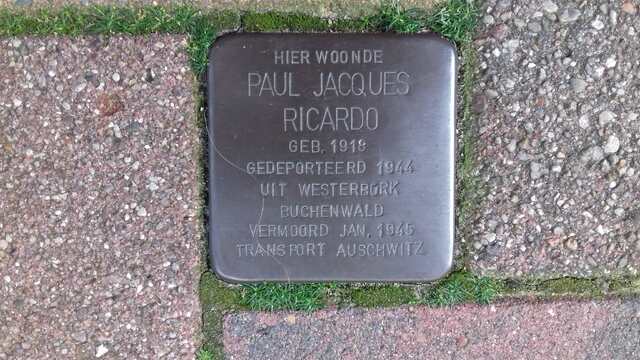 HIER WOONDE
PAUL JACQUES
RICARDO
GEB. 1919
GEDEPORTEERD 1944
UIT WESTERBORK
BUCHENWALD
VERMOORD JAN. 1945
TRANSPORT AUSCHWITZ